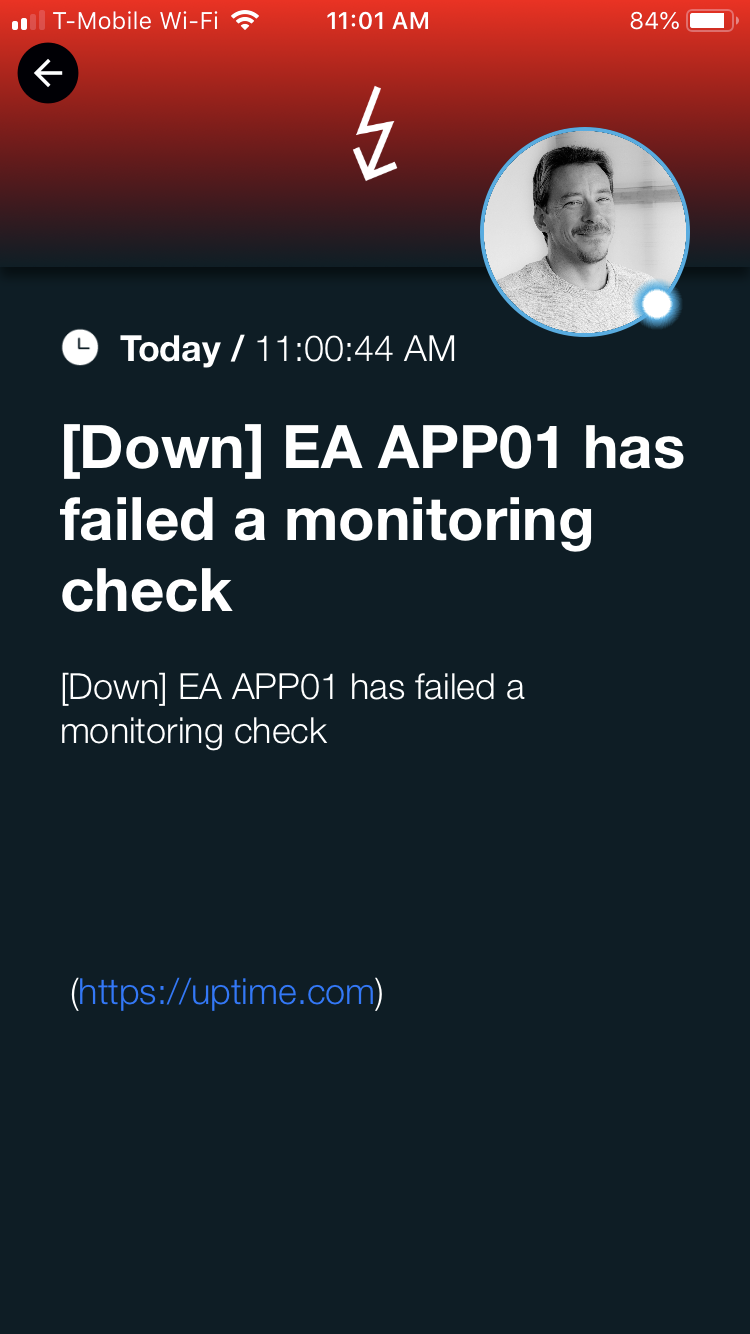 T-Mobile Wi-Fi 11:01 AM 84%
Today / 11:00:44 AM
[Down] EA APP01 has
failed a monitoring
check
[Down] EA APP01 has failed a
monitoring check
(https://uptime.com)